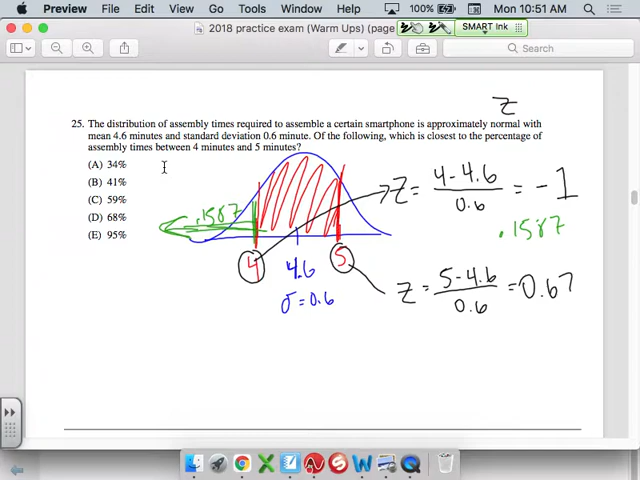 Preview File Edit View Go Tools Window Help 100% Mon 10:51 AM
2018 practice exam (Warm Ups) (page
SMART Ink
Search
z
25. The distribution of assembly times required to assemble a certain smartphone is approximately normal with
mean 4.6 minutes and standard deviation 0.6 minute. Of the following, which is closest to the percentage of
assembly times between 4 minutes and 5 minutes?
(A) 34%
(B) 41%
(C) 59%
(D) 68%
(E) 95%
.1587
z = 4-4.6 / 0.6 = -1
.1587
4
4.6
5
σ = 0.6
z = 5-4.6 / 0.6 = 0.67